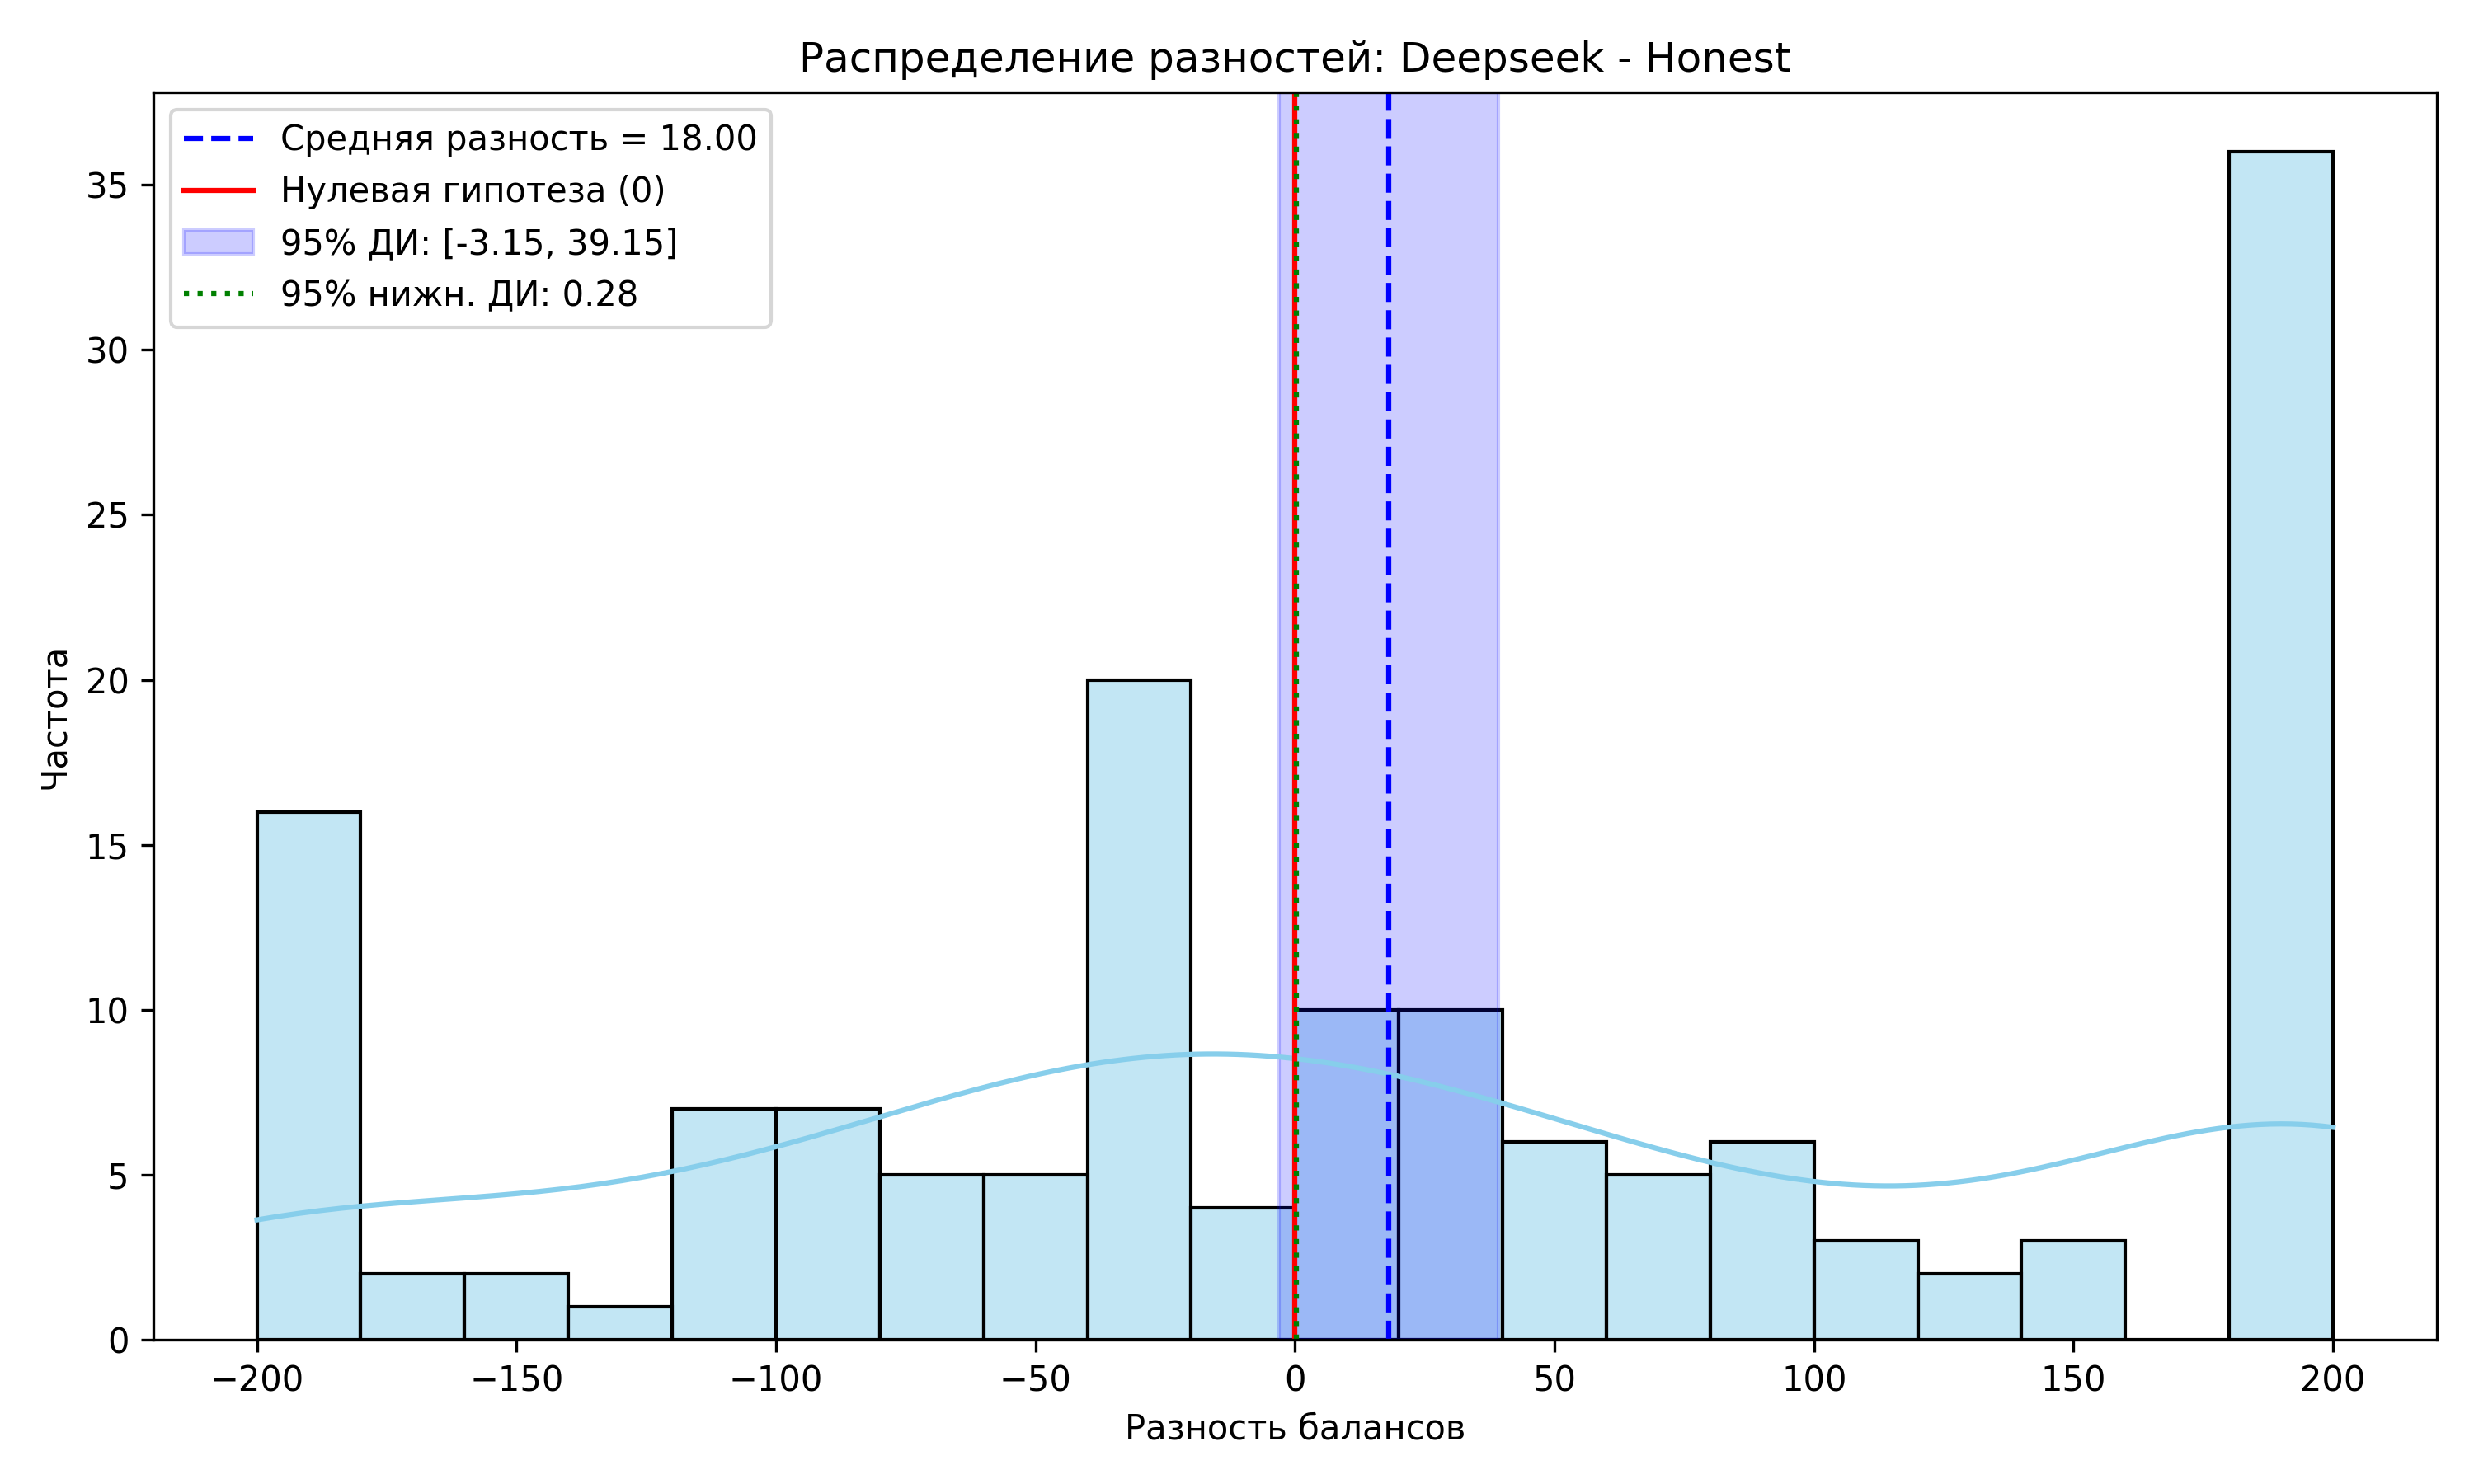 Распределение разностей: Deepseek - Honest
Средняя разность = 18.00
Нулевая гипотеза (0)
95% ДИ: [-3.15, 39.15]
95% нижн. ДИ: 0.28
Частота
35
30
25
20
15
10
5
0
−200
−150
−100
−50
0
50
100
150
200
Разность балансов